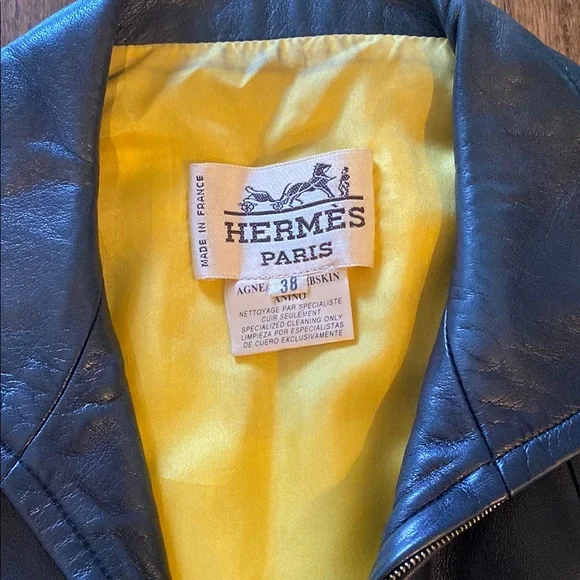 MADE IN FRANCE
HERMÈS
PARIS
38
BSKIN
ANINO
NETTOYAGE PAR SPECIALISTE
CUIR SEULEMENT
SPECIALIZED CLEANING ONLY
LIMPIEZA POR ESPECIALISTAS
DE CUERO EXCLUSIVAMENTE